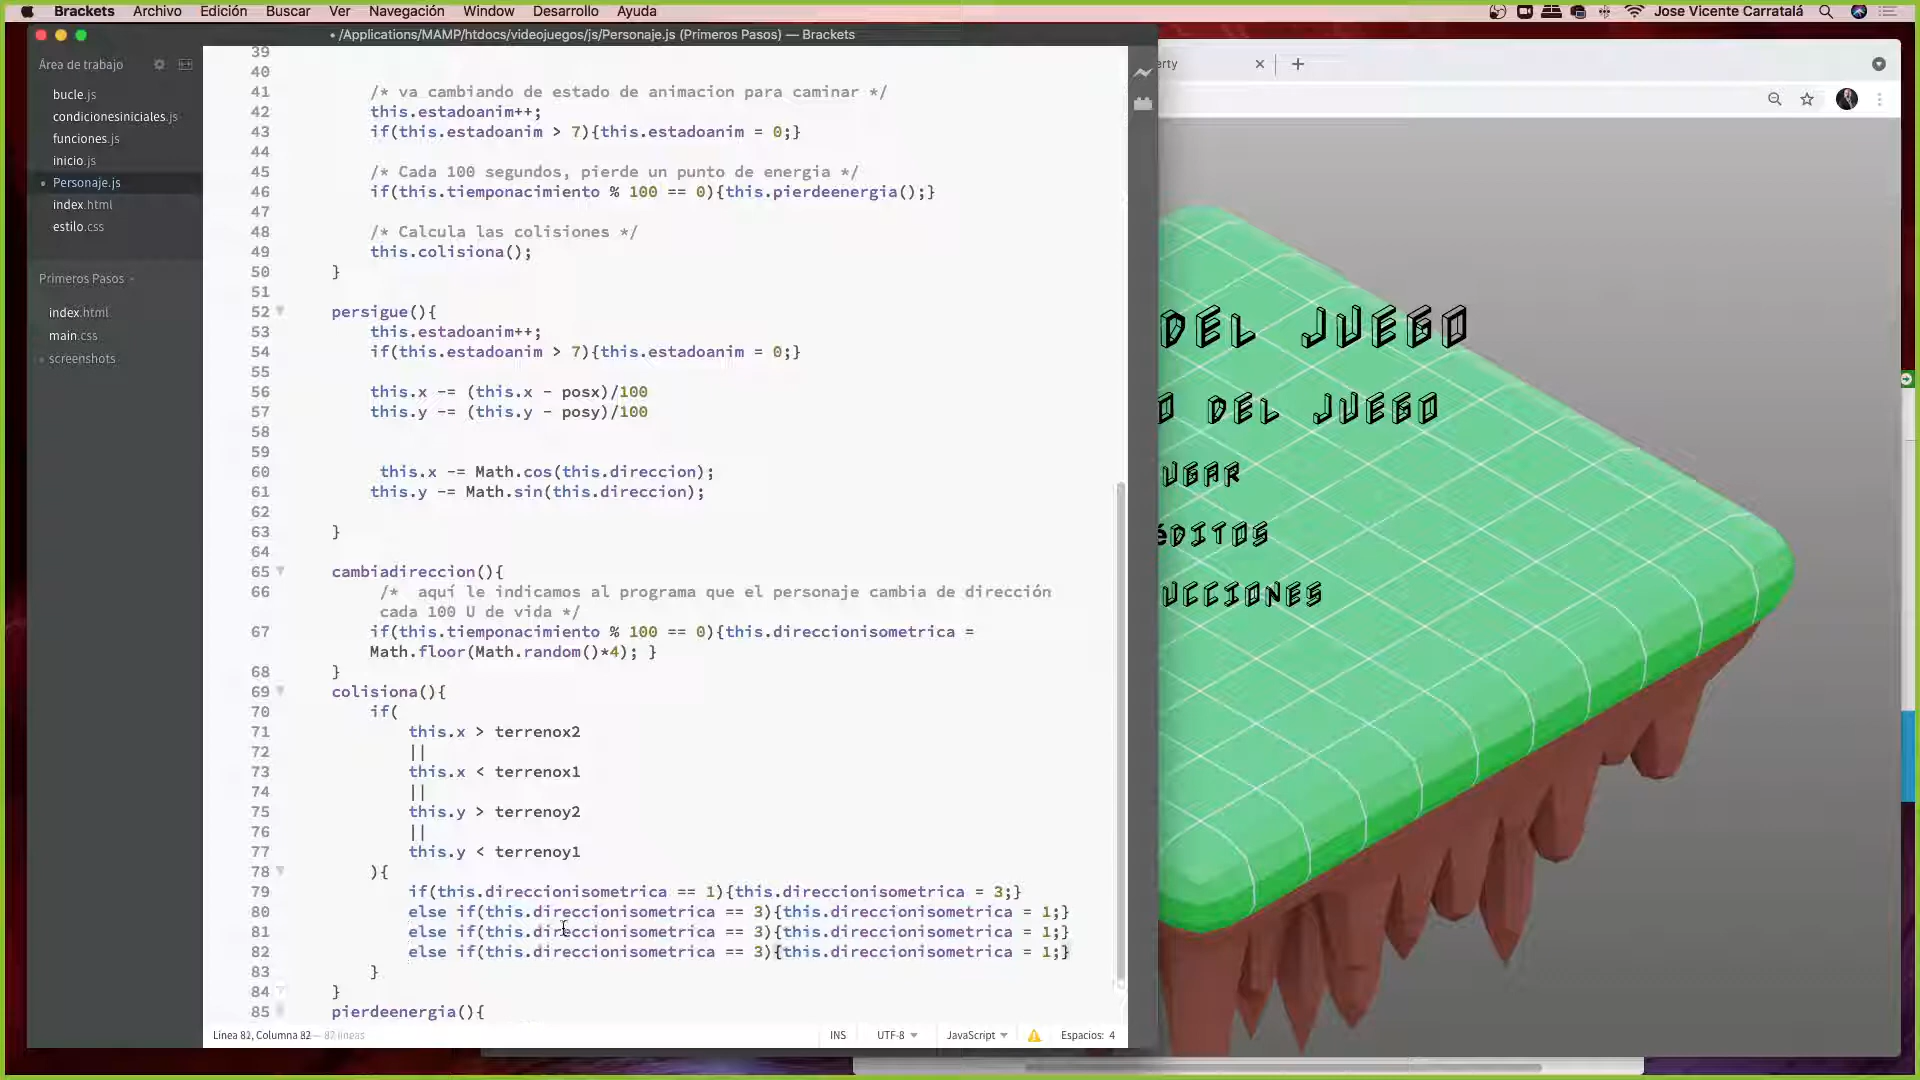 Brackets Archivo Edición Buscar Ver Navegación Window Desarrollo Ayuda Jose Vicente Carratalá
• /Applications/MAMP/htdocs/videojuegos/js/Personaje.js (Primeros Pasos) — Brackets
Área de trabajo
bucle.js
condicionesiniciales.js
funciones.js
inicio.js
Personaje.js
index.html
estilo.css
Primeros Pasos
index.html
main.css
screenshots
39
40
41 /* va cambiando de estado de animacion para caminar */
42 this.estadoanim++;
43 if(this.estadoanim > 7){this.estadoanim = 0;}
44
45 /* Cada 100 segundos, pierde un punto de energia */
46 if(this.tiemponacimiento % 100 == 0){this.pierdeenergia();}
47
48 /* Calcula las colisiones */
49 this.colisiona();
50 }
51
52 persigue(){
53 this.estadoanim++;
54 if(this.estadoanim > 7){this.estadoanim = 0;}
55
56 this.x -= (this.x - posx)/100
57 this.y -= (this.y - posy)/100
58
59
60 this.x -= Math.cos(this.direccion);
61 this.y -= Math.sin(this.direccion);
62
63 }
64
65 cambiadireccion(){
66 /* aquí le indicamos al programa que el personaje cambia de dirección
cada 100 U de vida */
67 if(this.tiemponacimiento % 100 == 0){this.direccionisometrica =
Math.floor(Math.random()*4); }
68 }
69 colisiona(){
70 if(
71 this.x > terrenox2
72 ||
73 this.x < terrenox1
74 ||
75 this.y > terrenoy2
76 ||
77 this.y < terrenoy1
78 ){
79 if(this.direccionisometrica == 1){this.direccionisometrica = 3;}
80 else if(this.direccionisometrica == 3){this.direccionisometrica = 1;}
81 else if(this.direccionisometrica == 3){this.direccionisometrica = 1;}
82 else if(this.direccionisometrica == 3){this.direccionisometrica = 1;}
83 }
84 }
85 pierdeenergia(){
Línea 82, Columna 82 — 87 líneas INS UTF-8 JavaScript Espacios: 4
erty
DEL JUEGO
O DEL JUEGO
UGAR
éDITOS
UCCIONES